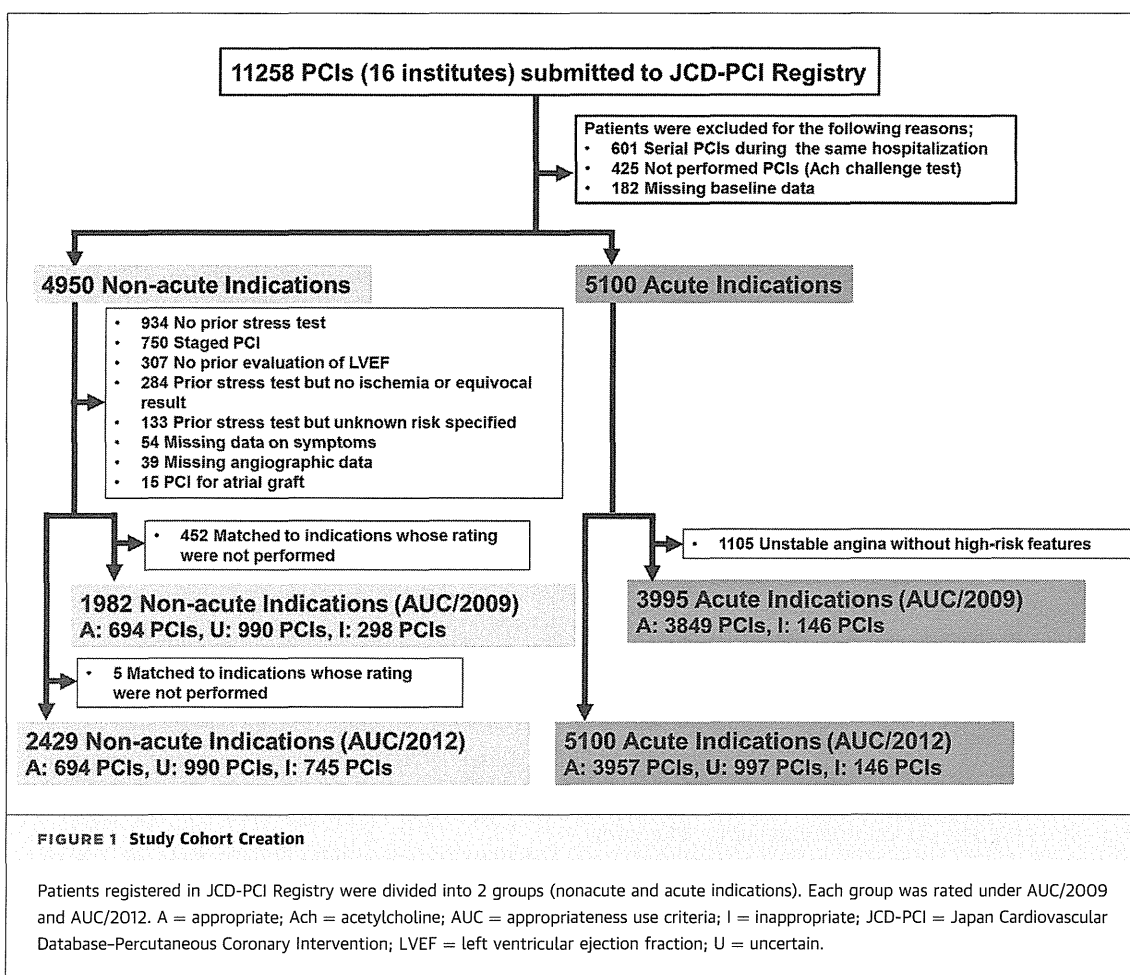 11258 PCIs (16 institutes) submitted to JCD-PCI Registry
Patients were excluded for the following reasons;
• 601 Serial PCIs during the same hospitalization
• 425 Not performed PCIs (Ach challenge test)
• 182 Missing baseline data
4950 Non-acute Indications
5100 Acute Indications
• 934 No prior stress test
• 750 Staged PCI
• 307 No prior evaluation of LVEF
• 284 Prior stress test but no ischemia or equivocal
result
• 133 Prior stress test but unknown risk specified
• 54 Missing data on symptoms
• 39 Missing angiographic data
• 15 PCI for atrial graft
• 452 Matched to indications whose rating
were not performed
• 1105 Unstable angina without high-risk features
1982 Non-acute Indications (AUC/2009)
A: 694 PCIs, U: 990 PCIs, I: 298 PCIs
3995 Acute Indications (AUC/2009)
A: 3849 PCIs, I: 146 PCIs
• 5 Matched to indications whose rating
were not performed
2429 Non-acute Indications (AUC/2012)
A: 694 PCIs, U: 990 PCIs, I: 745 PCIs
5100 Acute Indications (AUC/2012)
A: 3957 PCIs, U: 997 PCIs, I: 146 PCIs
FIGURE 1 Study Cohort Creation
Patients registered in JCD-PCI Registry were divided into 2 groups (nonacute and acute indications). Each group was rated under AUC/2009
and AUC/2012. A = appropriate; Ach = acetylcholine; AUC = appropriateness use criteria; I = inappropriate; JCD-PCI = Japan Cardiovascular
Database-Percutaneous Coronary Intervention; LVEF = left ventricular ejection fraction; U = uncertain.